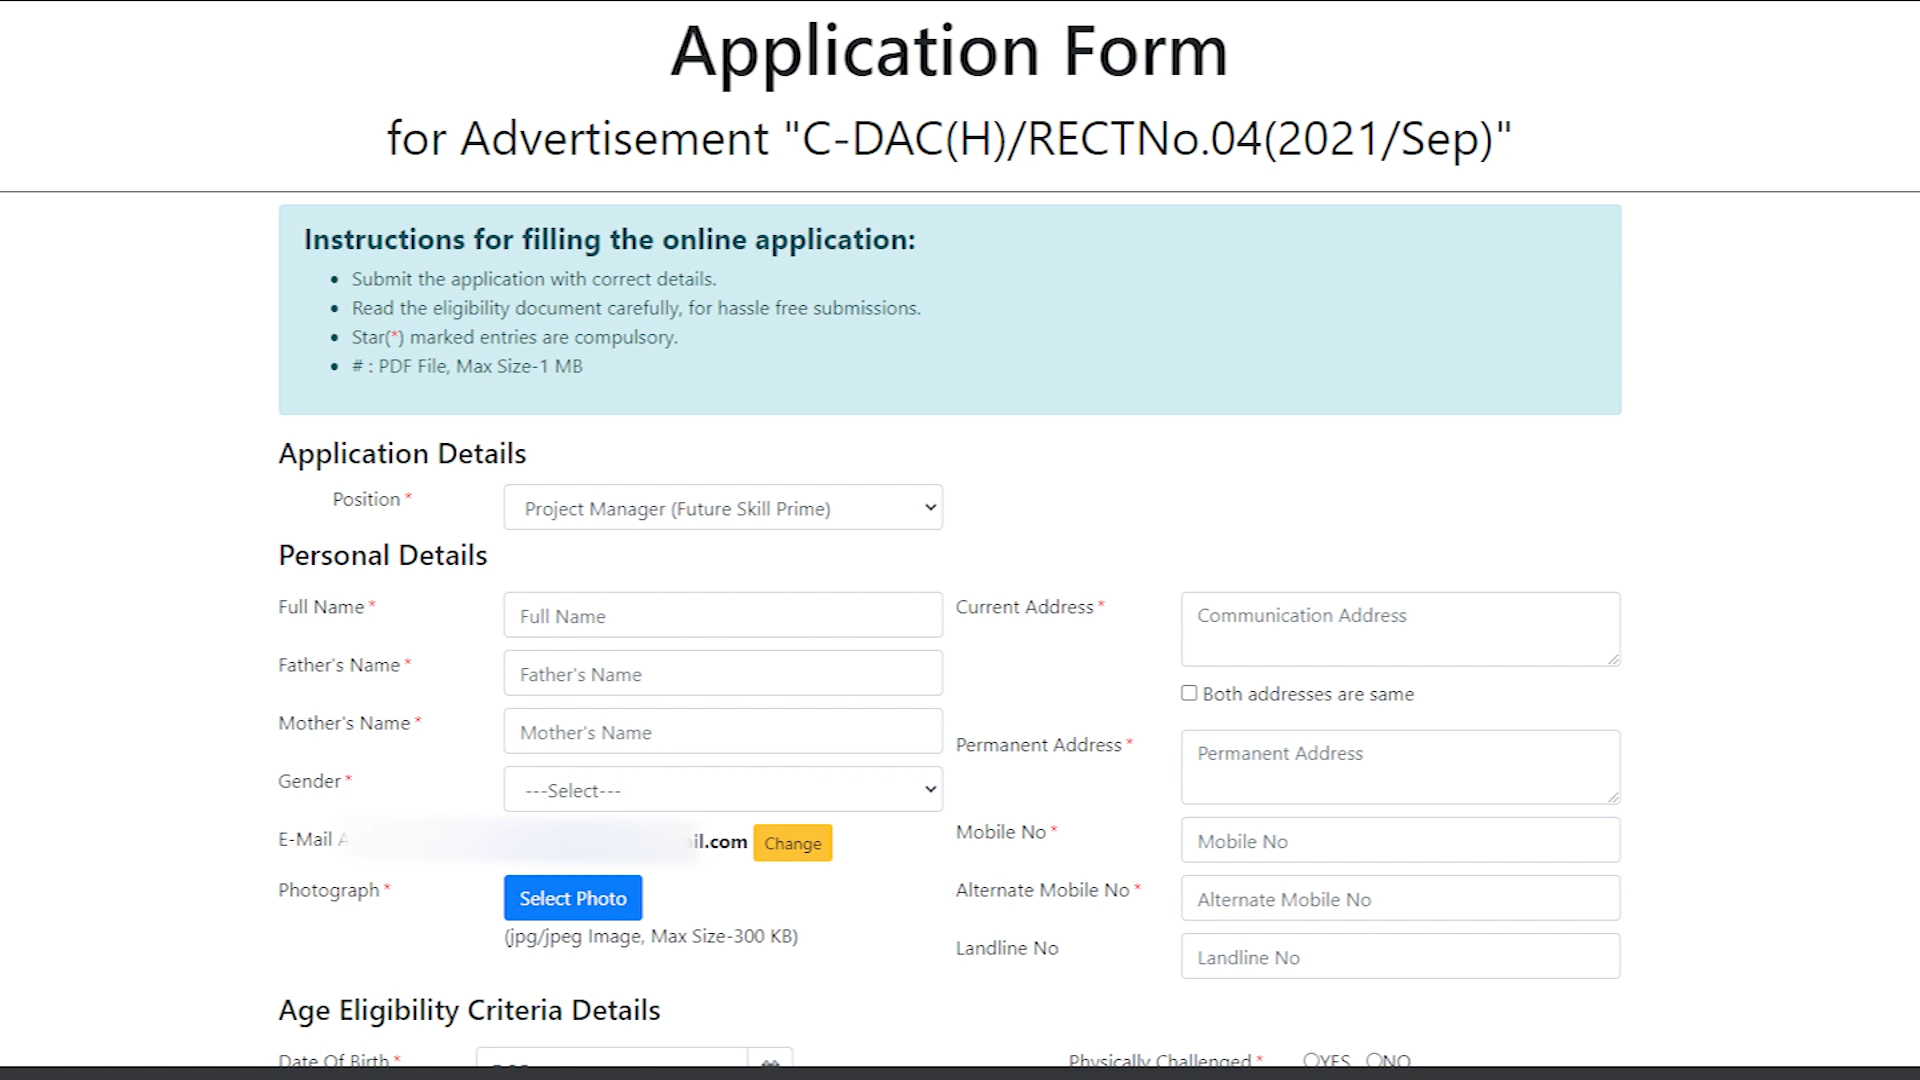 Application Form
for Advertisement "C-DAC(H)/RECTNo.04(2021/Sep)"
Instructions for filling the online application:
• Submit the application with correct details.
• Read the eligibility document carefully, for hassle free submissions.
• Star(*) marked entries are compulsory.
• # : PDF File, Max Size-1 MB
Application Details
Position * Project Manager (Future Skill Prime)
Personal Details
Full Name * Full Name
Father's Name * Father's Name
Mother's Name * Mother's Name
Gender * ---Select---
E-Mail il.com Change
Photograph * Select Photo
(jpg/jpeg Image, Max Size-300 KB)
Current Address * Communication Address
Both addresses are same
Permanent Address * Permanent Address
Mobile No * Mobile No
Alternate Mobile No * Alternate Mobile No
Landline No Landline No
Age Eligibility Criteria Details
Date Of Birth *
Physically Challenged * YES NO